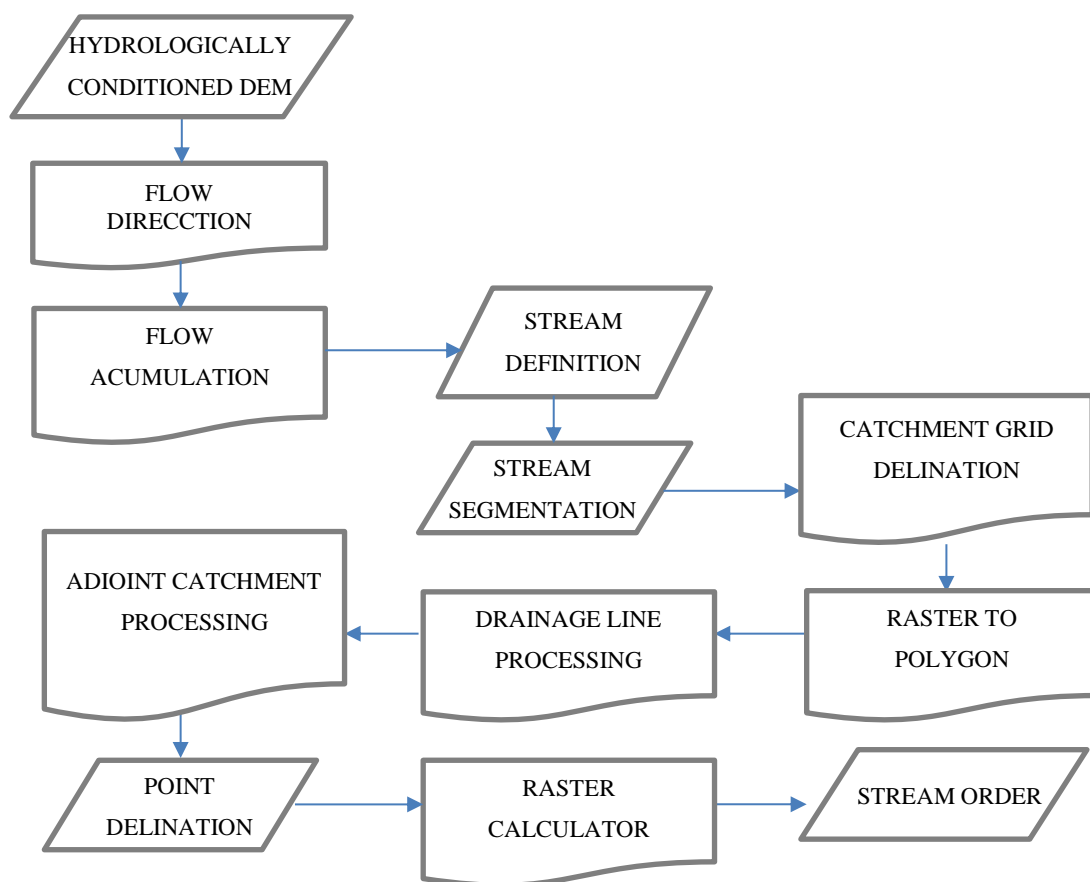 HYDROLOGICALLY
CONDITIONED DEM
FLOW
DIRECCTION
FLOW
ACUMULATION
STREAM
DEFINITION
STREAM
SEGMENTATION
CATCHMENT GRID
DELINATION
RASTER TO
POLYGON
DRAINAGE LINE
PROCESSING
ADIOINT CATCHMENT
PROCESSING
POINT
DELINATION
RASTER
CALCULATOR
STREAM ORDER